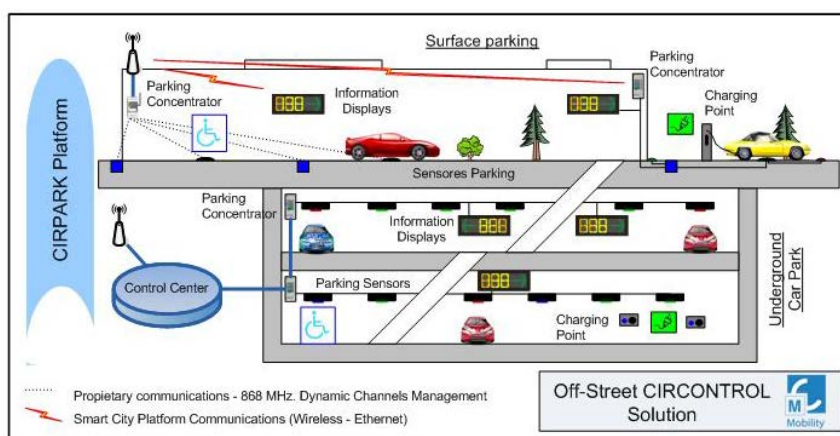 Surface parking
Parking
Concentrator
Parking
Concentrator
Information
Displays
Charging
Point
CIRPARK Platform
Sensores Parking
Parking
Concentrator
Information
Displays
Control Center
Parking Sensors
Charging
Point
Underground
Car Park
Propietary communications - 868 MHz. Dynamic Channels Management
Smart City Platform Communications (Wireless - Ethernet)
Off-Street CIRCONTROL
Solution
M
Mobility